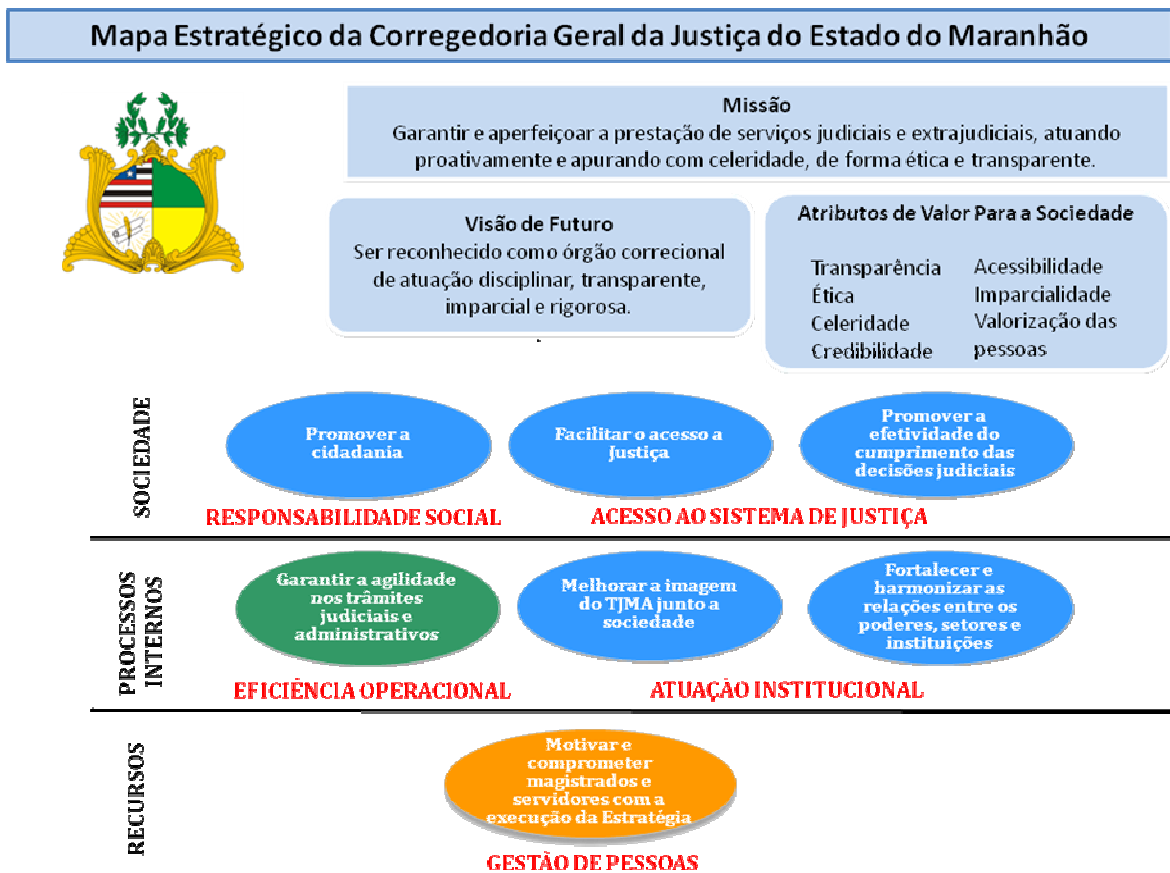 Mapa Estratégico da Corregedoria Geral da Justiça do Estado do Maranhão
Missão
Garantir e aperfeiçoar a prestação de serviços judiciais e extrajudiciais, atuando
proativamente e apurando com celeridade, de forma ética e transparente.
Visão de Futuro
Ser reconhecido como órgão correcional
de atuação disciplinar, transparente,
imparcial e rigorosa.
Atributos de Valor Para a Sociedade
Transparência
Ética
Celeridade
Credibilidade
Acessibilidade
Imparcialidade
Valorização das
pessoas
SOCIEDADE
Promover a
cidadania
Facilitar o acesso a
Justiça
Promover a
efetividade do
cumprimento das
decisões judiciais
RESPONSABILIDADE SOCIAL
ACESSO AO SISTEMA DE JUSTIÇA
PROCESSOS
INTERNOS
Garantir a agilidade
nos trâmites
judiciais e
administrativos
Melhorar a imagem
do TJMA junto a
sociedade
Fortalecer e
harmonizar as
relações entre os
poderes, setores e
instituições
EFICIÊNCIA OPERACIONAL
ATUAÇÃO INSTITUCIONAL
RECURSOS
Motivar e
comprometer
magistrados e
servidores com a
execução da Estratégia
GESTÃO DE PESSOAS